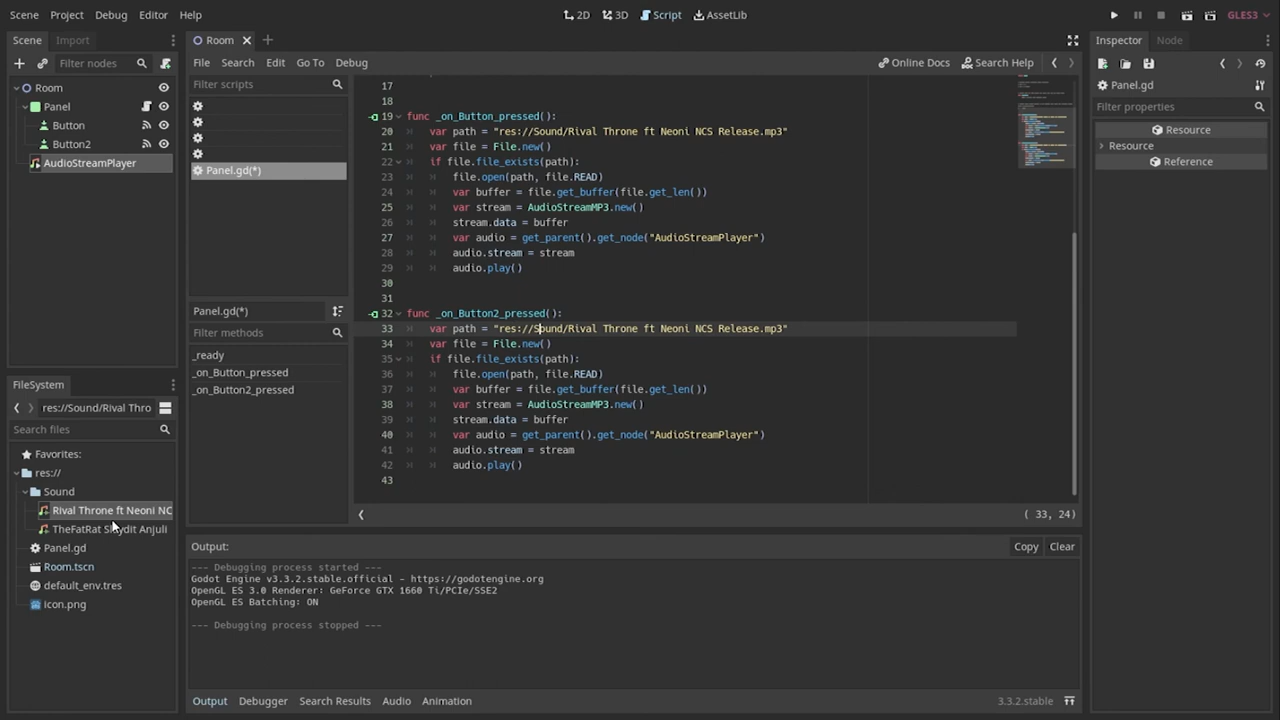 Scene Project Debug Editor Help
2D 3D Script AssetLib
GLES3
Scene Import
Filter nodes
Room
Panel
Button
Button2
AudioStreamPlayer
Room
File Search Edit Go To Debug
Online Docs Search Help
Filter scripts
Panel.gd(*)
Panel.gd(*)
Filter methods
_ready
_on_Button_pressed
_on_Button2_pressed
17
18
19 func _on_Button_pressed():
20 var path = "res://Sound/Rival Throne ft Neoni NCS Release.mp3"
21 var file = File.new()
22 if file.file_exists(path):
23 file.open(path, file.READ)
24 var buffer = file.get_buffer(file.get_len())
25 var stream = AudioStreamMP3.new()
26 stream.data = buffer
27 var audio = get_parent().get_node("AudioStreamPlayer")
28 audio.stream = stream
29 audio.play()
30
31
32 func _on_Button2_pressed():
33 var path = "res://Sound/Rival Throne ft Neoni NCS Release.mp3"
34 var file = File.new()
35 if file.file_exists(path):
36 file.open(path, file.READ)
37 var buffer = file.get_buffer(file.get_len())
38 var stream = AudioStreamMP3.new()
39 stream.data = buffer
40 var audio = get_parent().get_node("AudioStreamPlayer")
41 audio.stream = stream
42 audio.play()
43
( 33, 24)
FileSystem
res://Sound/Rival Thro
Search files
Favorites:
res://
Sound
Rival Throne ft Neoni NC
TheFatRat Slaydit Anjuli
Panel.gd
Room.tscn
default_env.tres
icon.png
Output:
Copy Clear
--- Debugging process started ---
Godot Engine v3.3.2.stable.official - https://godotengine.org
OpenGL ES 3.0 Renderer: GeForce GTX 1660 Ti/PCIe/SSE2
OpenGL ES Batching: ON
--- Debugging process stopped ---
Output Debugger Search Results Audio Animation
3.3.2.stable
Inspector Node
Panel.gd
Filter properties
Resource
Resource
Reference